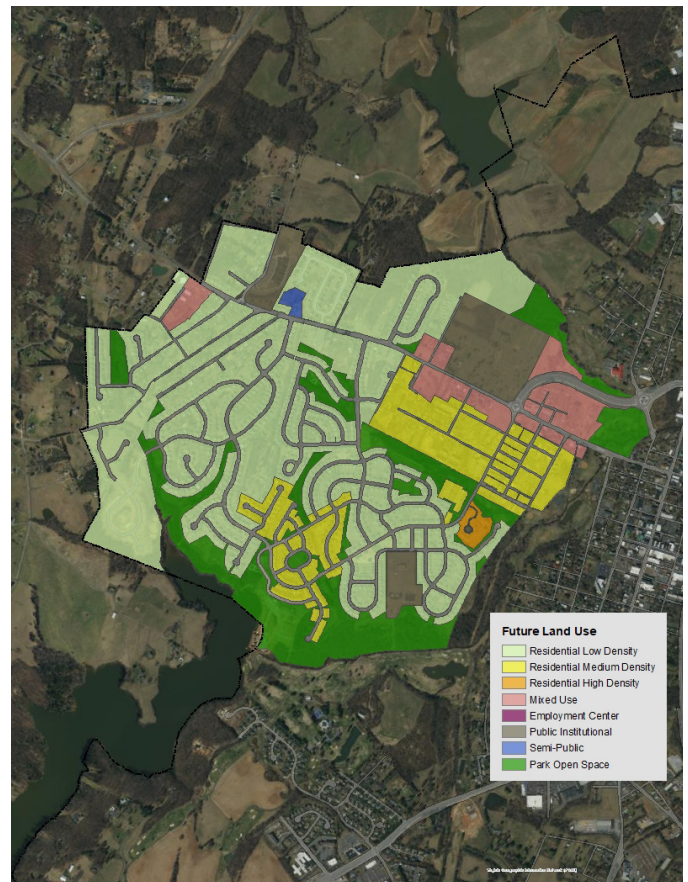 Future Land Use
Residential Low Density
Residential Medium Density
Residential High Density
Mixed Use
Employment Center
Public Institutional
Semi-Public
Park Open Space